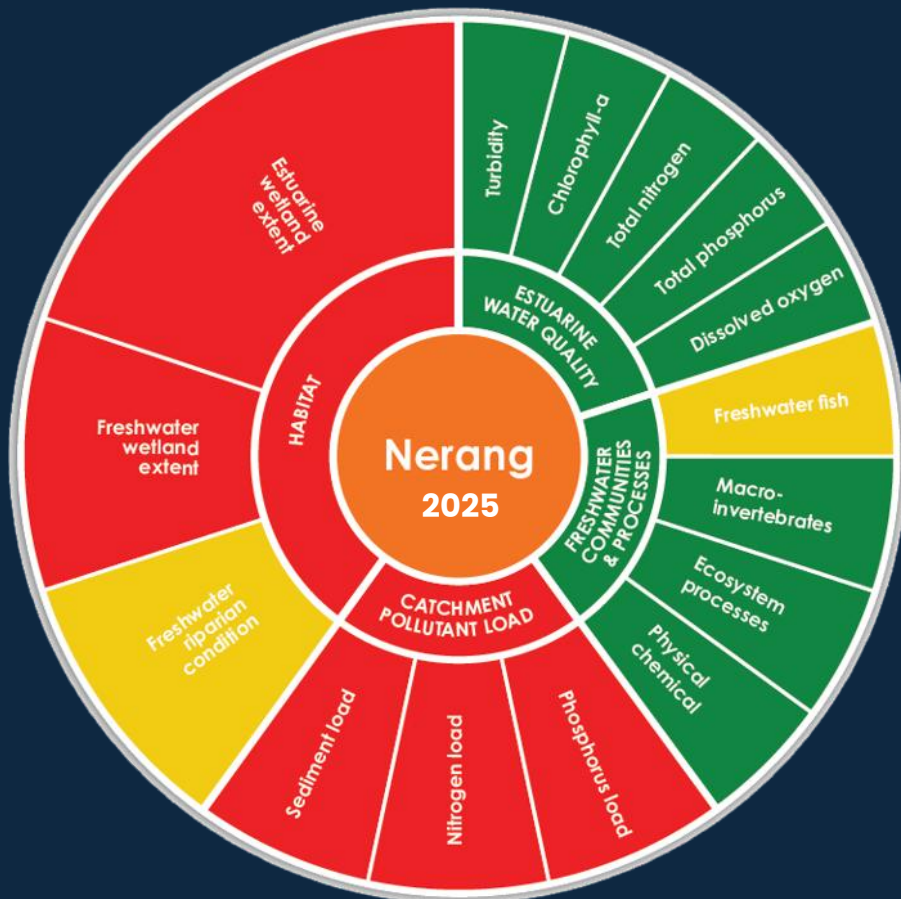 Nerang
2025
ESTUARINE
WATER QUALITY
Turbidity
Chlorophyll-a
Total nitrogen
Total phosphorus
Dissolved oxygen
FRESHWATER
COMMUNITIES
& PROCESSES
Freshwater fish
Macro-
invertebrates
Ecosystem
processes
Physical
chemical
CATCHMENT
POLLUTANT LOAD
Phosphorus load
Nitrogen load
Sediment load
HABITAT
Freshwater
riparian
condition
Freshwater
wetland
extent
Estuarine
wetland
extent